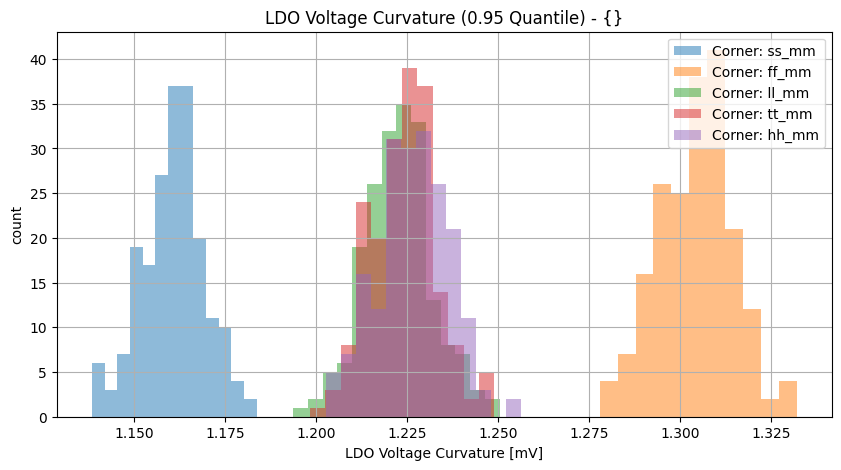 LDO Voltage Curvature (0.95 Quantile) - {}
Corner: ss_mm
Corner: ff_mm
Corner: ll_mm
Corner: tt_mm
Corner: hh_mm
count
40
35
30
25
20
15
10
5
0
1.150 1.175 1.200 1.225 1.250 1.275 1.300 1.325
LDO Voltage Curvature [mV]